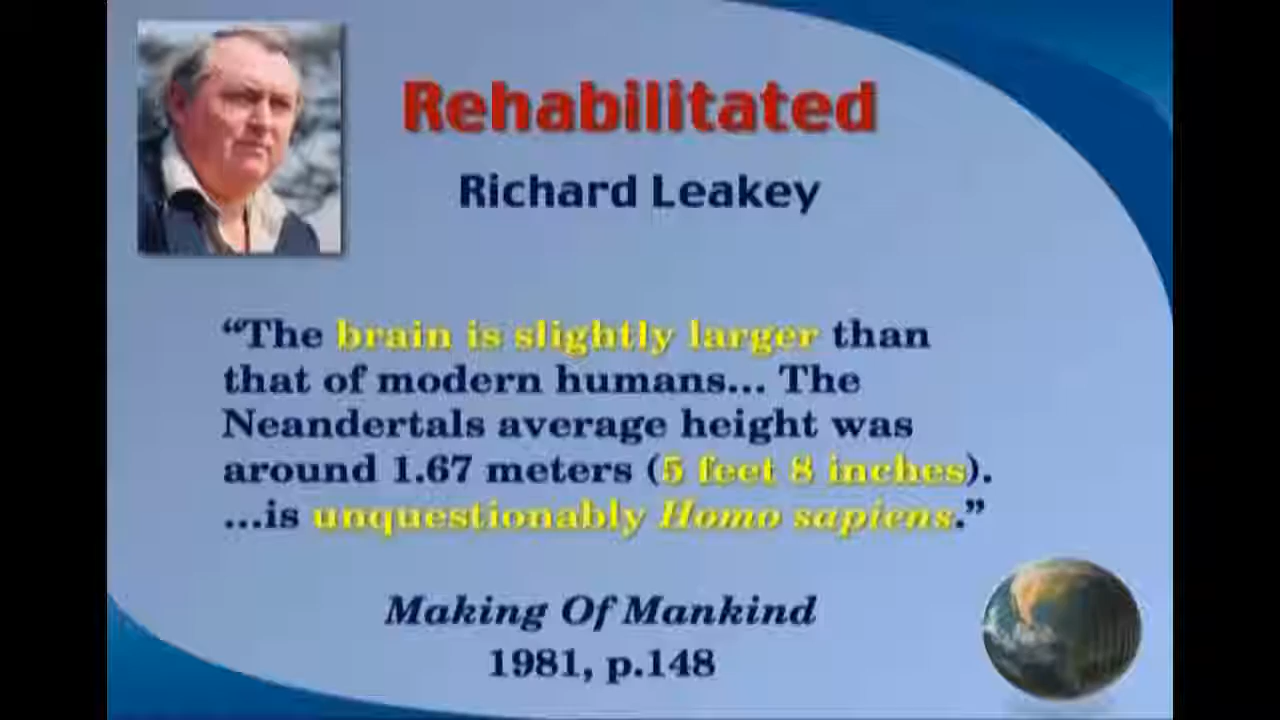 Rehabilitated
Richard Leakey
“The brain is slightly larger than
that of modern humans... The
Neandertals average height was
around 1.67 meters (5 feet 8 inches).
...is unquestionably Homo sapiens.”
Making Of Mankind
1981, p.148